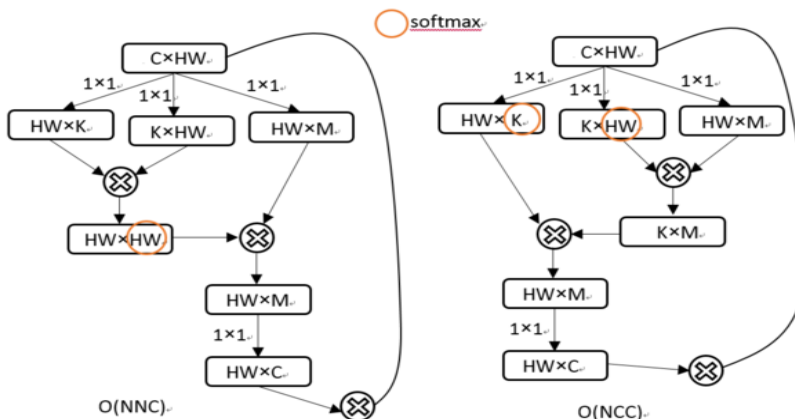 softmax
C×HW
1×1
1×1
1×1
HW×K
K×HW
HW×M
HW×HW
HW×M
1×1
HW×C
O(NNC)
C×HW
1×1
1×1
1×1
HW×K
K×HW
HW×M
K×M
HW×M
1×1
HW×C
O(NCC)